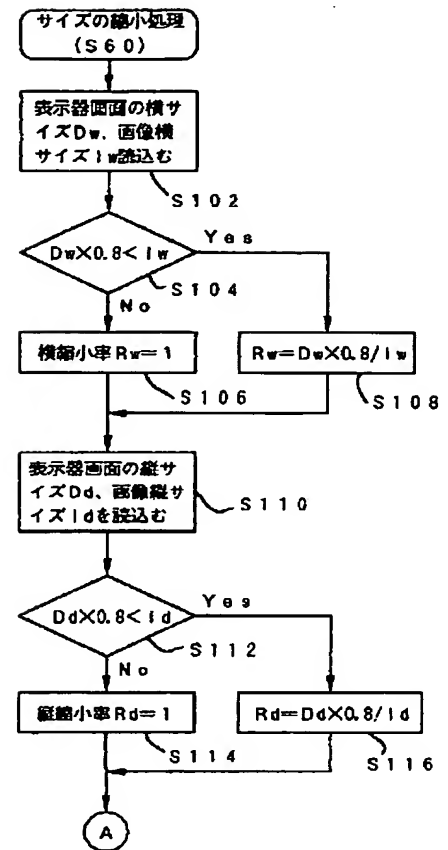 サイズの縮小処理
(S60)
表示器画面の横サ
イズDw、画像横
サイズIw読込む
S102
Dw×0.8<Iw
Yes
S104
No
横縮小率Rw=1
Rw=Dw×0.8/Iw
S106
S108
表示器画面の縦サ
イズDd、画像縦サ
イズIdを読込む
S110
Dd×0.8<Id
Yes
S112
No
縦縮小率Rd=1
Rd=Dd×0.8/Id
S114
S116
A